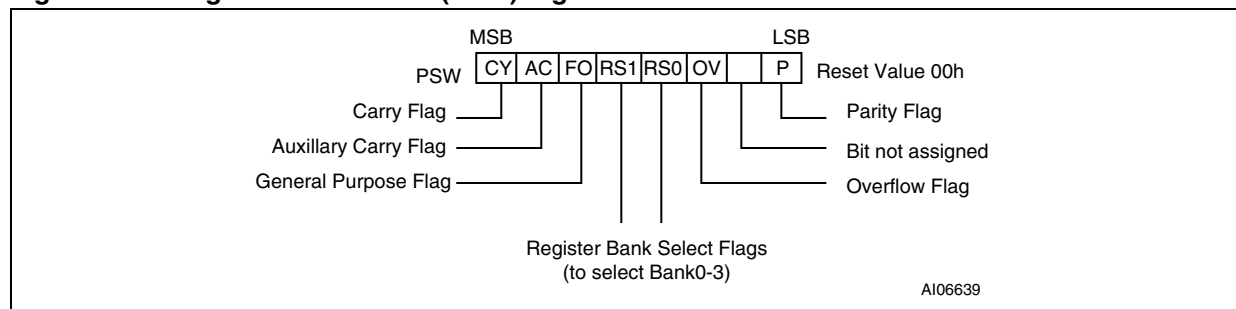 MSB LSB
PSW CY AC FO RS1 RS0 OV P Reset Value 00h
Carry Flag Parity Flag
Auxillary Carry Flag Bit not assigned
General Purpose Flag Overflow Flag
Register Bank Select Flags
(to select Bank0-3)
AI06639